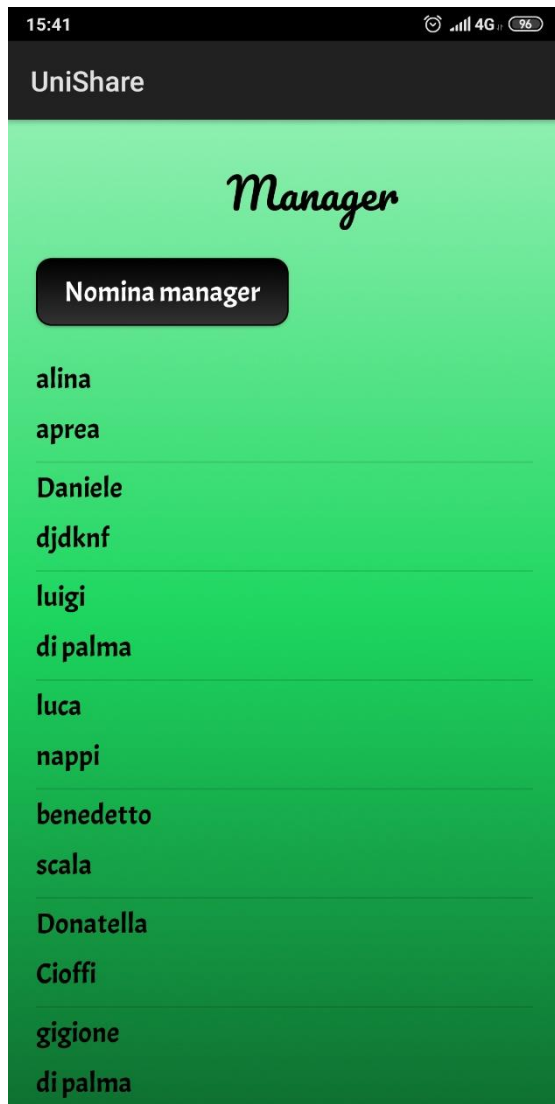 15:41 4G 96
UniShare
Manager
Nomina manager
alina
aprea
Daniele
djdknf
luigi
di palma
luca
nappi
benedetto
scala
Donatella
Cioffi
gigione
di palma